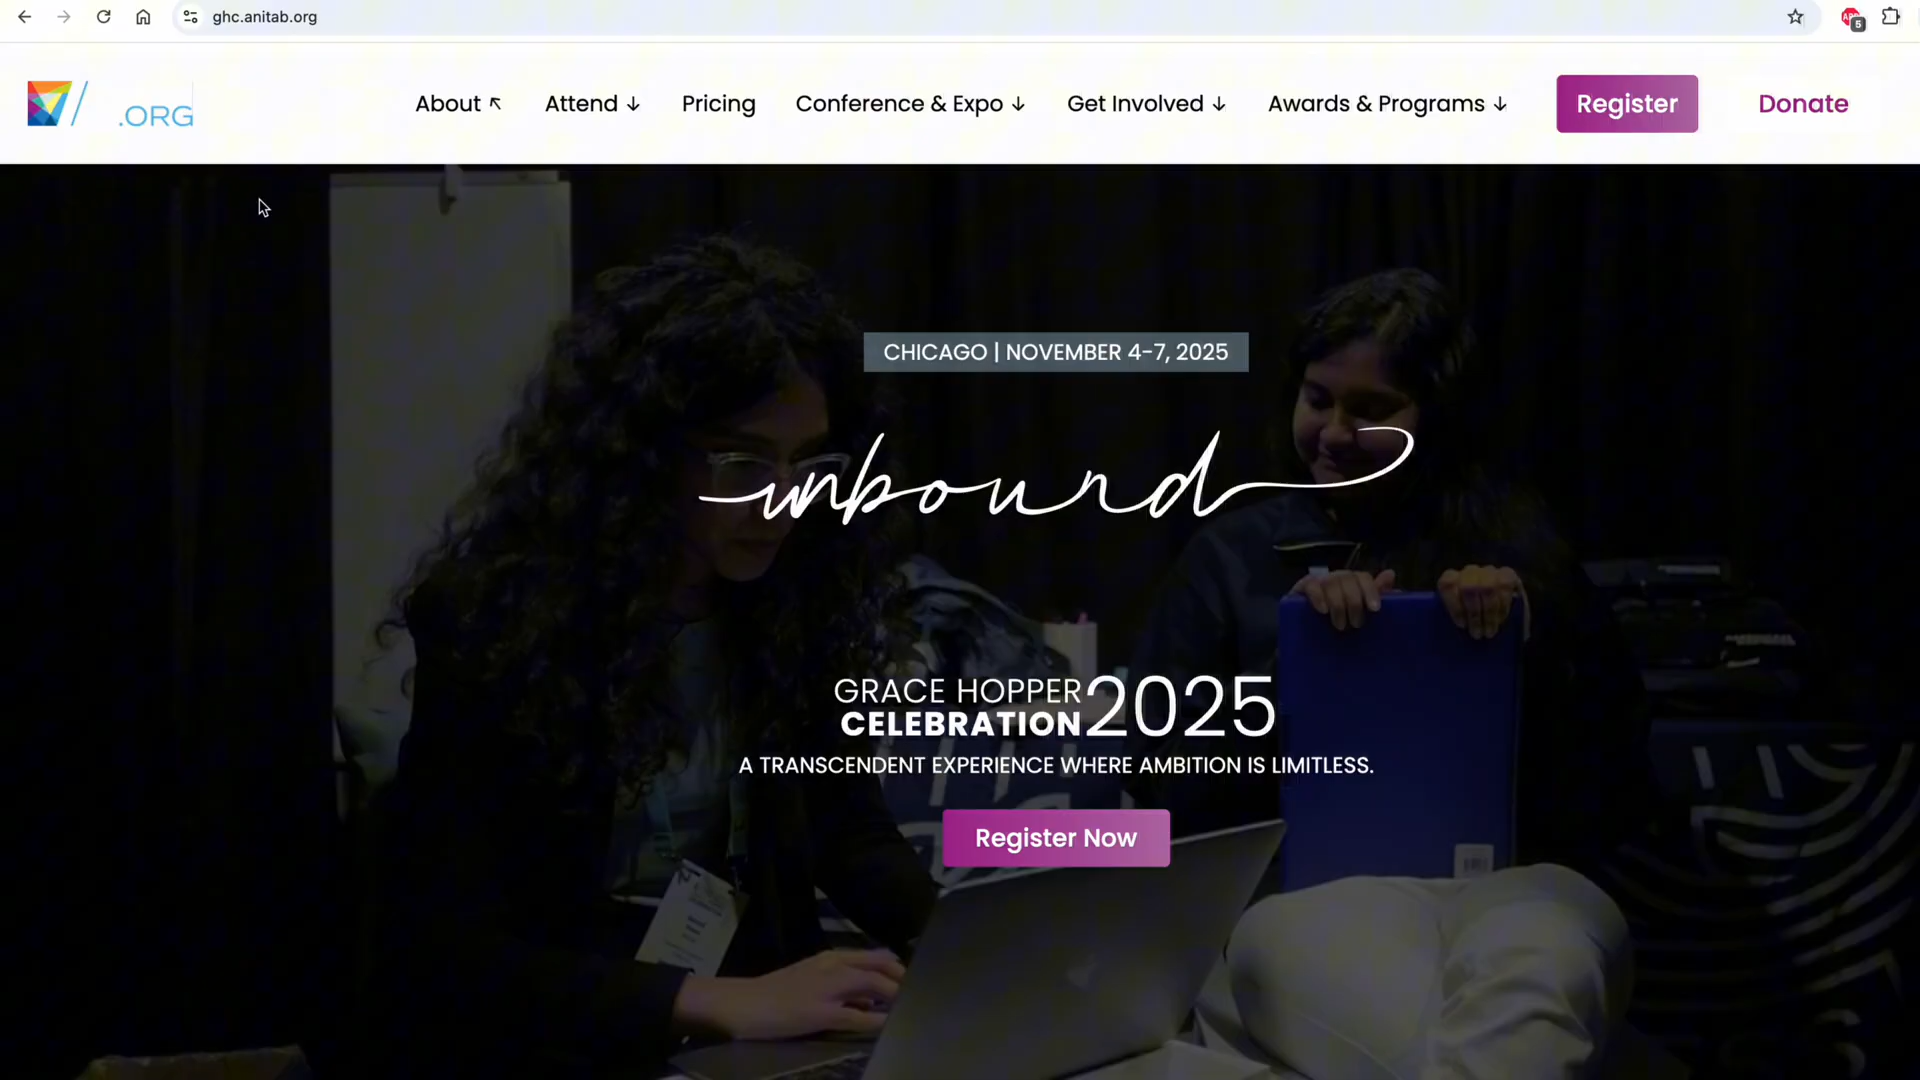 ghc.anitab.org
5
.ORG
About
Attend
Pricing
Conference & Expo
Get Involved
Awards & Programs
Register
Donate
CHICAGO | NOVEMBER 4-7, 2025
unbound
GRACE HOPPER
CELEBRATION
2025
A TRANSCENDENT EXPERIENCE WHERE AMBITION IS LIMITLESS.
Register Now